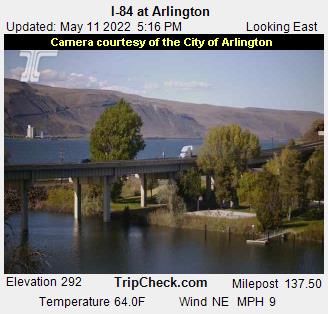 I-84 at Arlington
Updated: May 11 2022 5:16 PM Looking East
Camera courtesy of the City of Arlington
Elevation 292 TripCheck.com Milepost 137.50
Temperature 64.0F Wind NE MPH 9